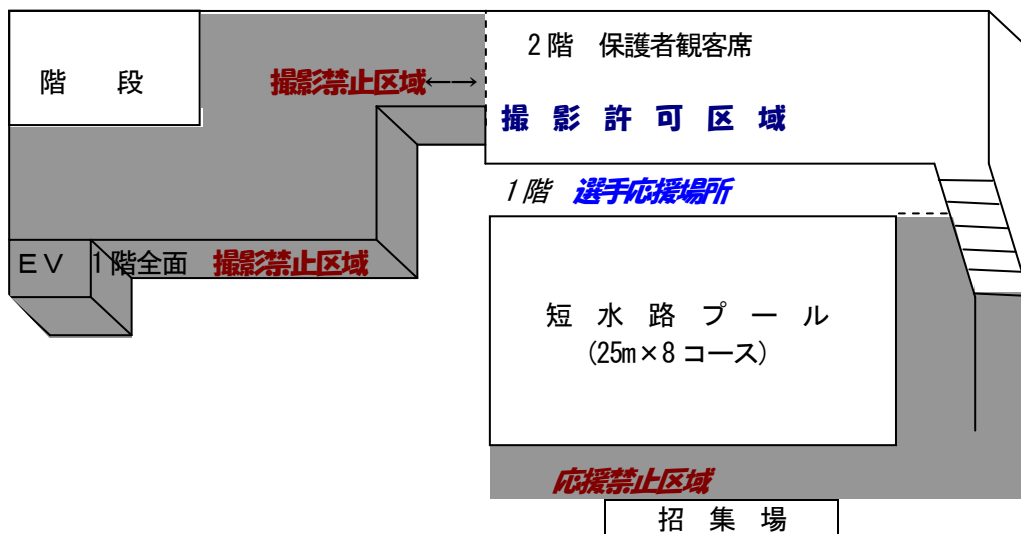 2階 保護者観客席
階 段
撮影禁止区域←→
撮 影 許 可 区 域
1階 選手応援場所
EV 1階全面 撮影禁止区域
短 水 路 プ ー ル
(25m×8 コース)
応援禁止区域
招 集 場